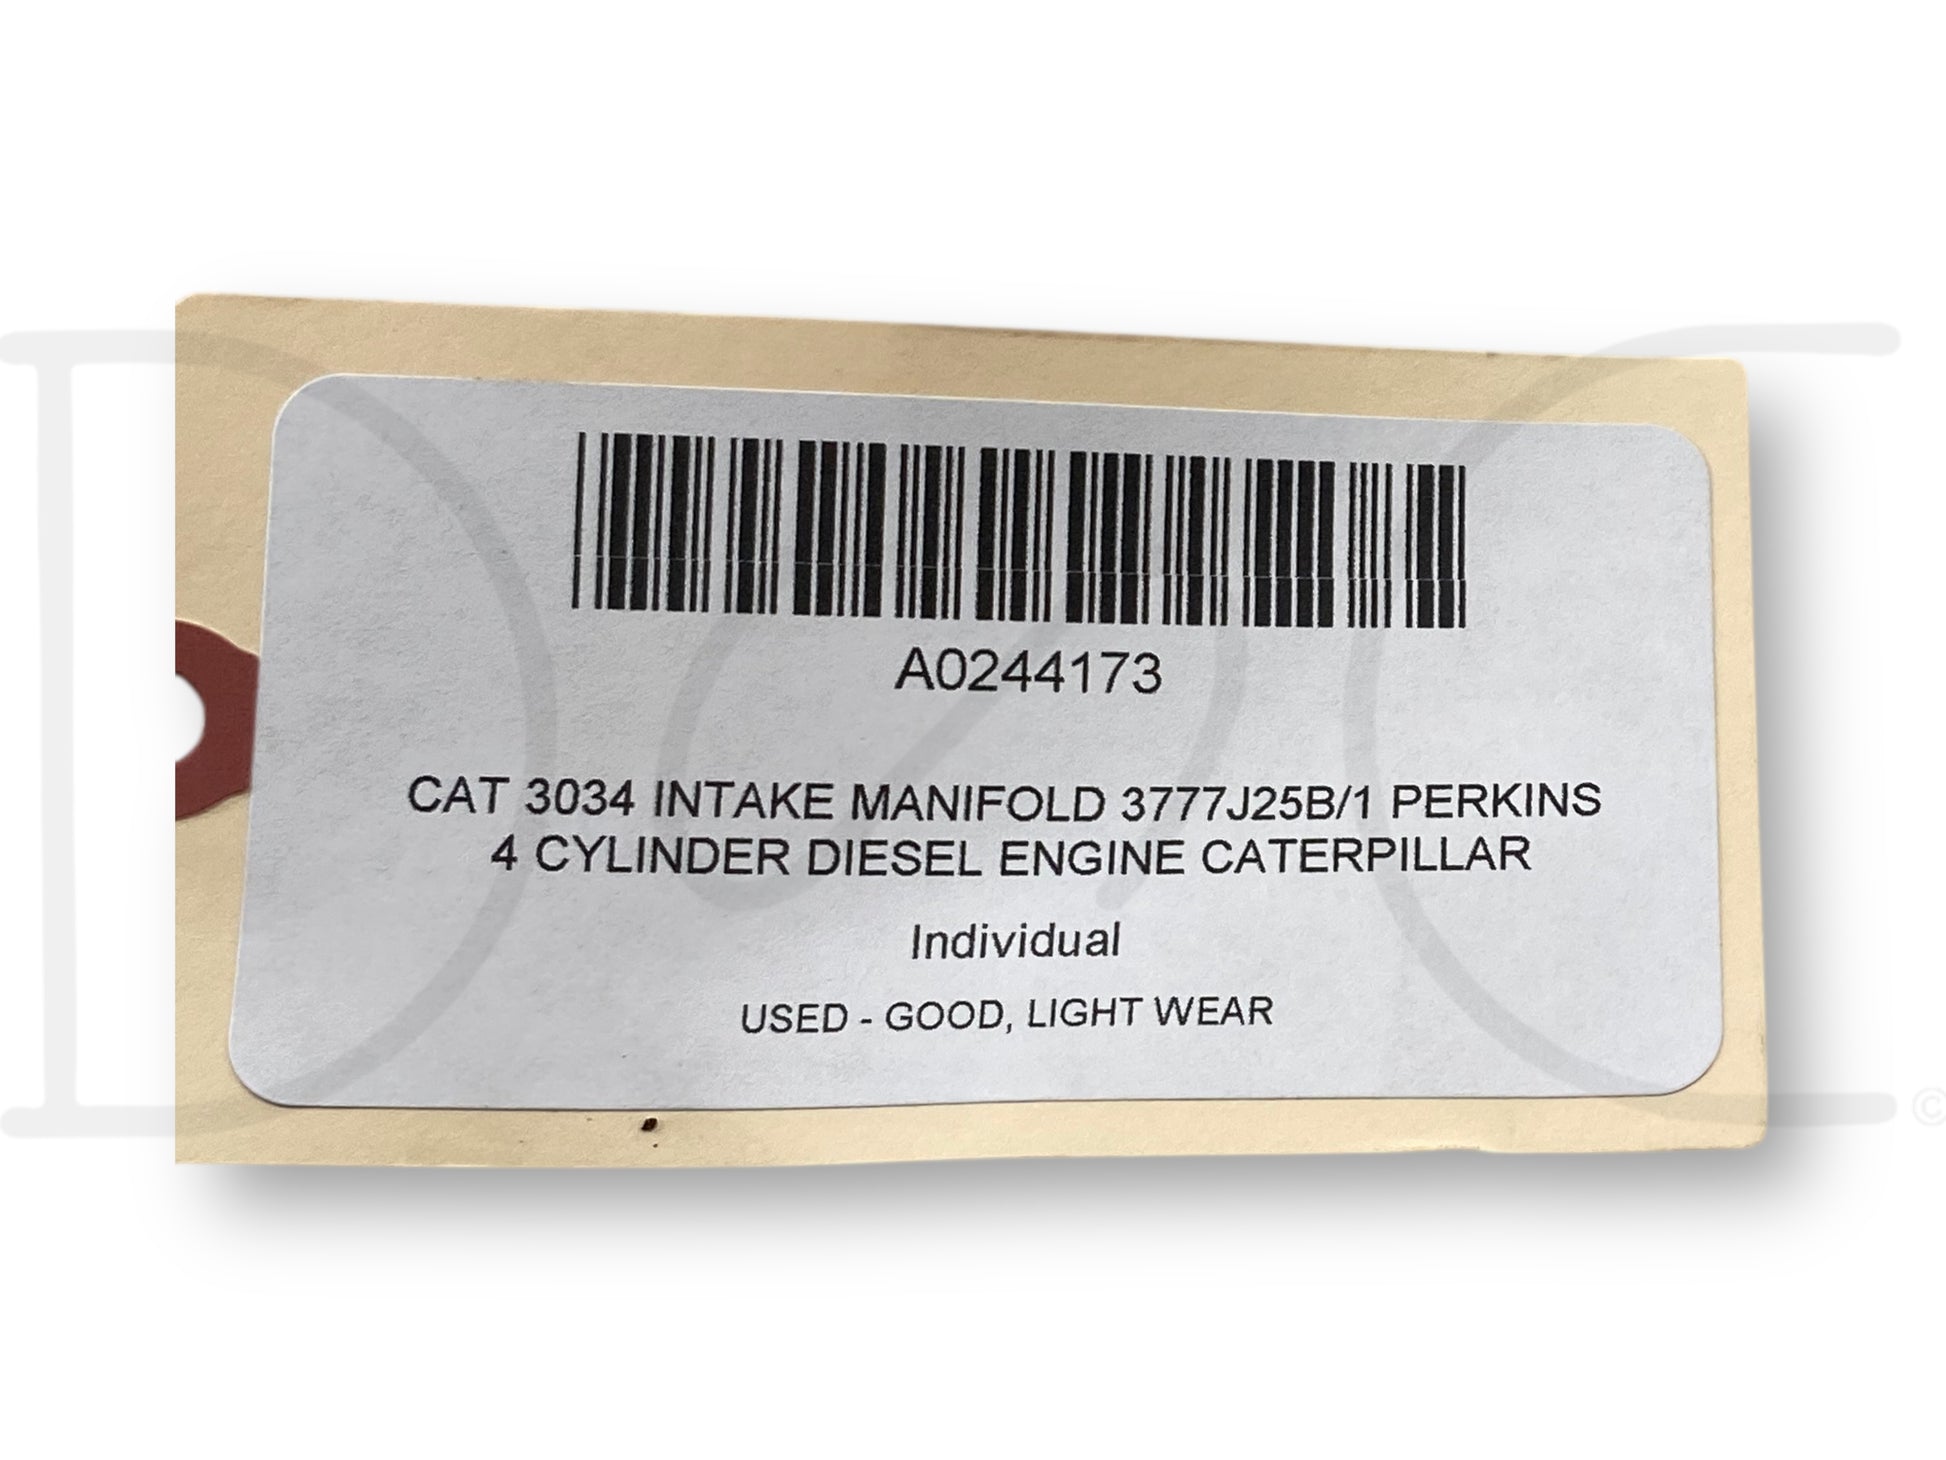 A0244173
CAT 3034 INTAKE MANIFOLD 3777J25B/1 PERKINS
4 CYLINDER DIESEL ENGINE CATERPILLAR
Individual
USED - GOOD, LIGHT WEAR
©